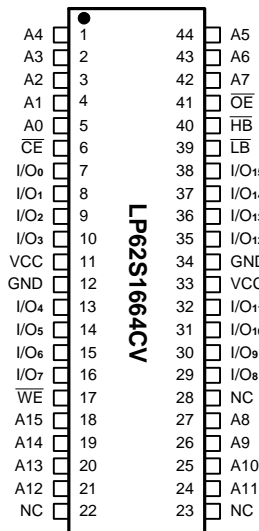 A4 1 44 A5
A3 2 43 A6
A2 3 42 A7
A1 4 41 OE
A0 5 40 HB
CE 6 39 LB
I/O0 7 38 I/O15
I/O1 8 37 I/O14
I/O2 9 36 I/O13
I/O3 10 35 I/O12
VCC 11 34 GND
GND 12 33 VCC
I/O4 13 32 I/O11
I/O5 14 31 I/O10
I/O6 15 30 I/O9
I/O7 16 29 I/O8
WE 17 28 NC
A15 18 27 A8
A14 19 26 A9
A13 20 25 A10
A12 21 24 A11
NC 22 23 NC
LP62S1664CV